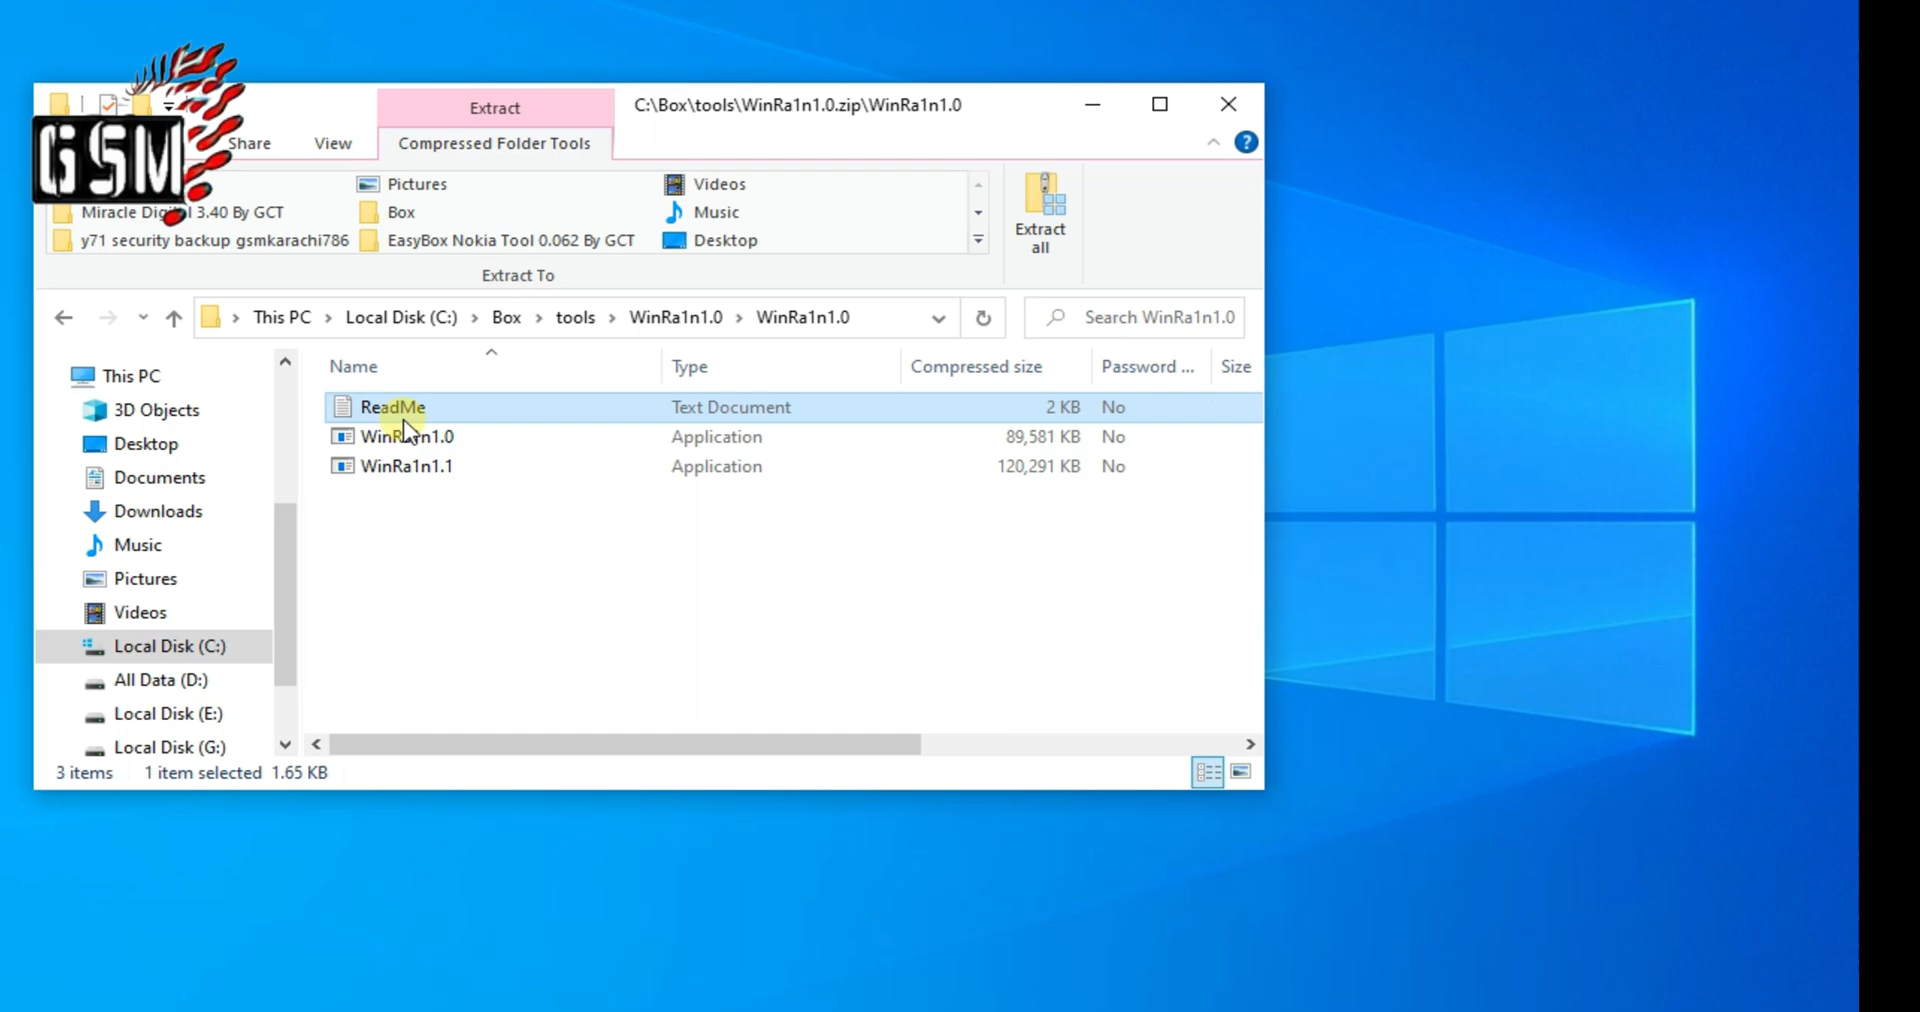 GSM
Extract
C:\Box\tools\WinRa1n1.0.zip\WinRa1n1.0
Share
View
Compressed Folder Tools
Pictures
Videos
Miracle Digital 3.40 By GCT
Box
Music
y71 security backup gsmkarachi786
EasyBox Nokia Tool 0.062 By GCT
Desktop
Extract
all
Extract To
This PC
Local Disk (C:)
Box
tools
WinRa1n1.0
WinRa1n1.0
Search WinRa1n1.0
Name
Type
Compressed size
Password ...
Size
ReadMe
Text Document
2 KB
No
WinRa1n1.0
Application
89,581 KB
No
WinRa1n1.1
Application
120,291 KB
No
This PC
3D Objects
Desktop
Documents
Downloads
Music
Pictures
Videos
Local Disk (C:)
All Data (D:)
Local Disk (E:)
Local Disk (G:)
3 items
1 item selected 1.65 KB